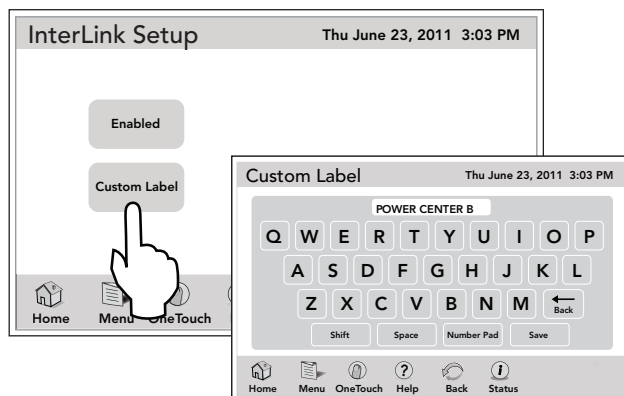 InterLink Setup Thu June 23, 2011 3:03 PM
Enabled
Custom Label
Home Menu OneTouch
Custom Label Thu June 23, 2011 3:03 PM
POWER CENTER B
Q W E R T Y U I O P
A S D F G H J K L
Z X C V B N M Back
Shift Space Number Pad Save
? i
Home Menu OneTouch Help Back Status